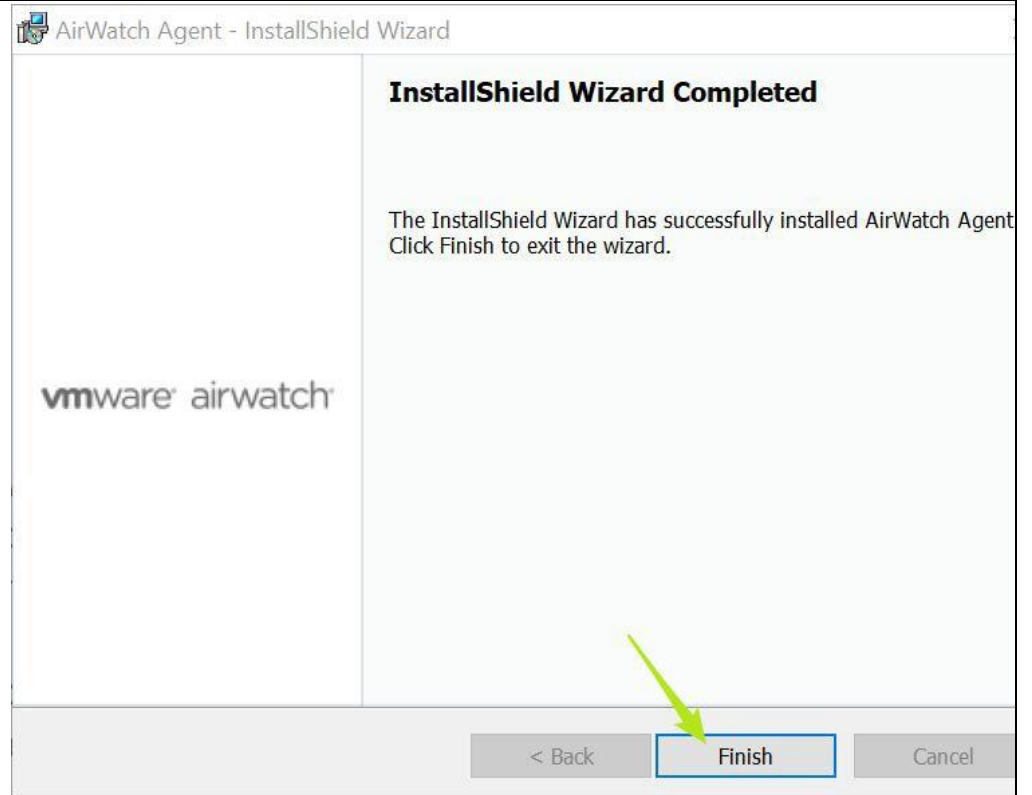 AirWatch Agent - InstallShield Wizard
InstallShield Wizard Completed
The InstallShield Wizard has successfully installed AirWatch Agent
Click Finish to exit the wizard.
vmware airwatch
< Back
Finish
Cancel